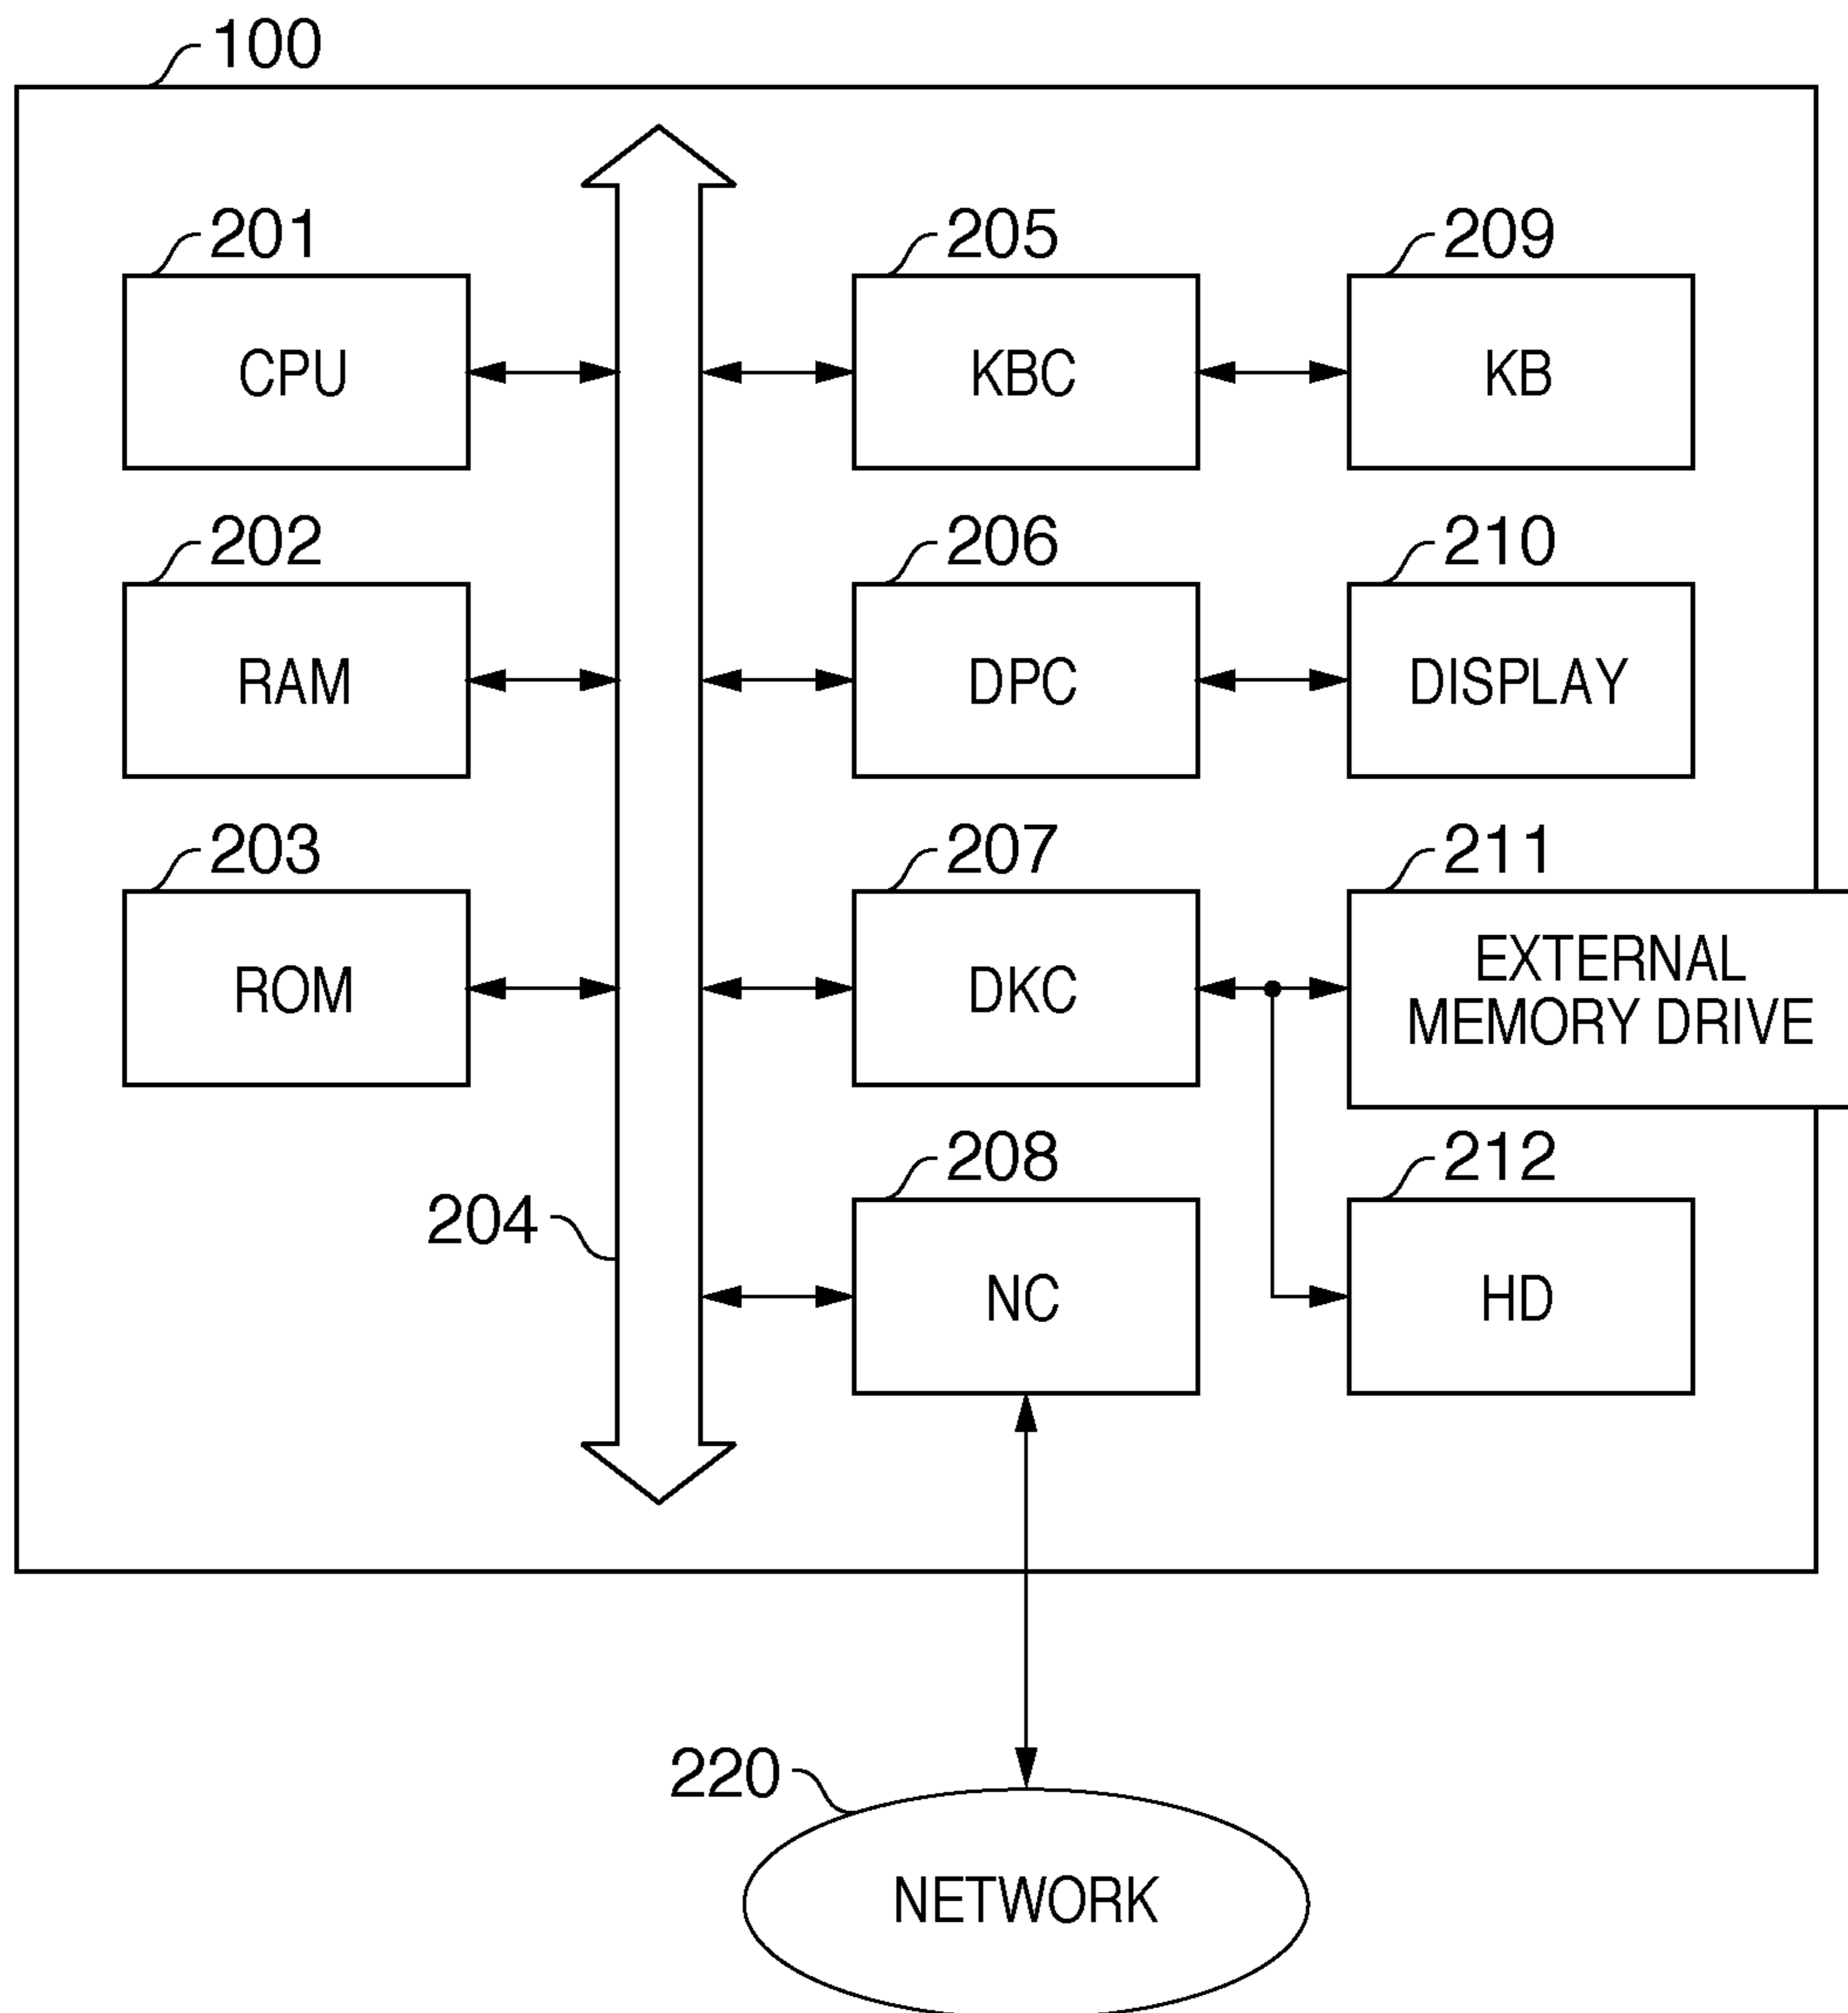 100
201
205
209
CPU
KBC
KB
202
206
210
RAM
DPC
DISPLAY
203
207
211
ROM
DKC
EXTERNAL
MEMORY DRIVE
208
212
204
NC
HD
220
NETWORK